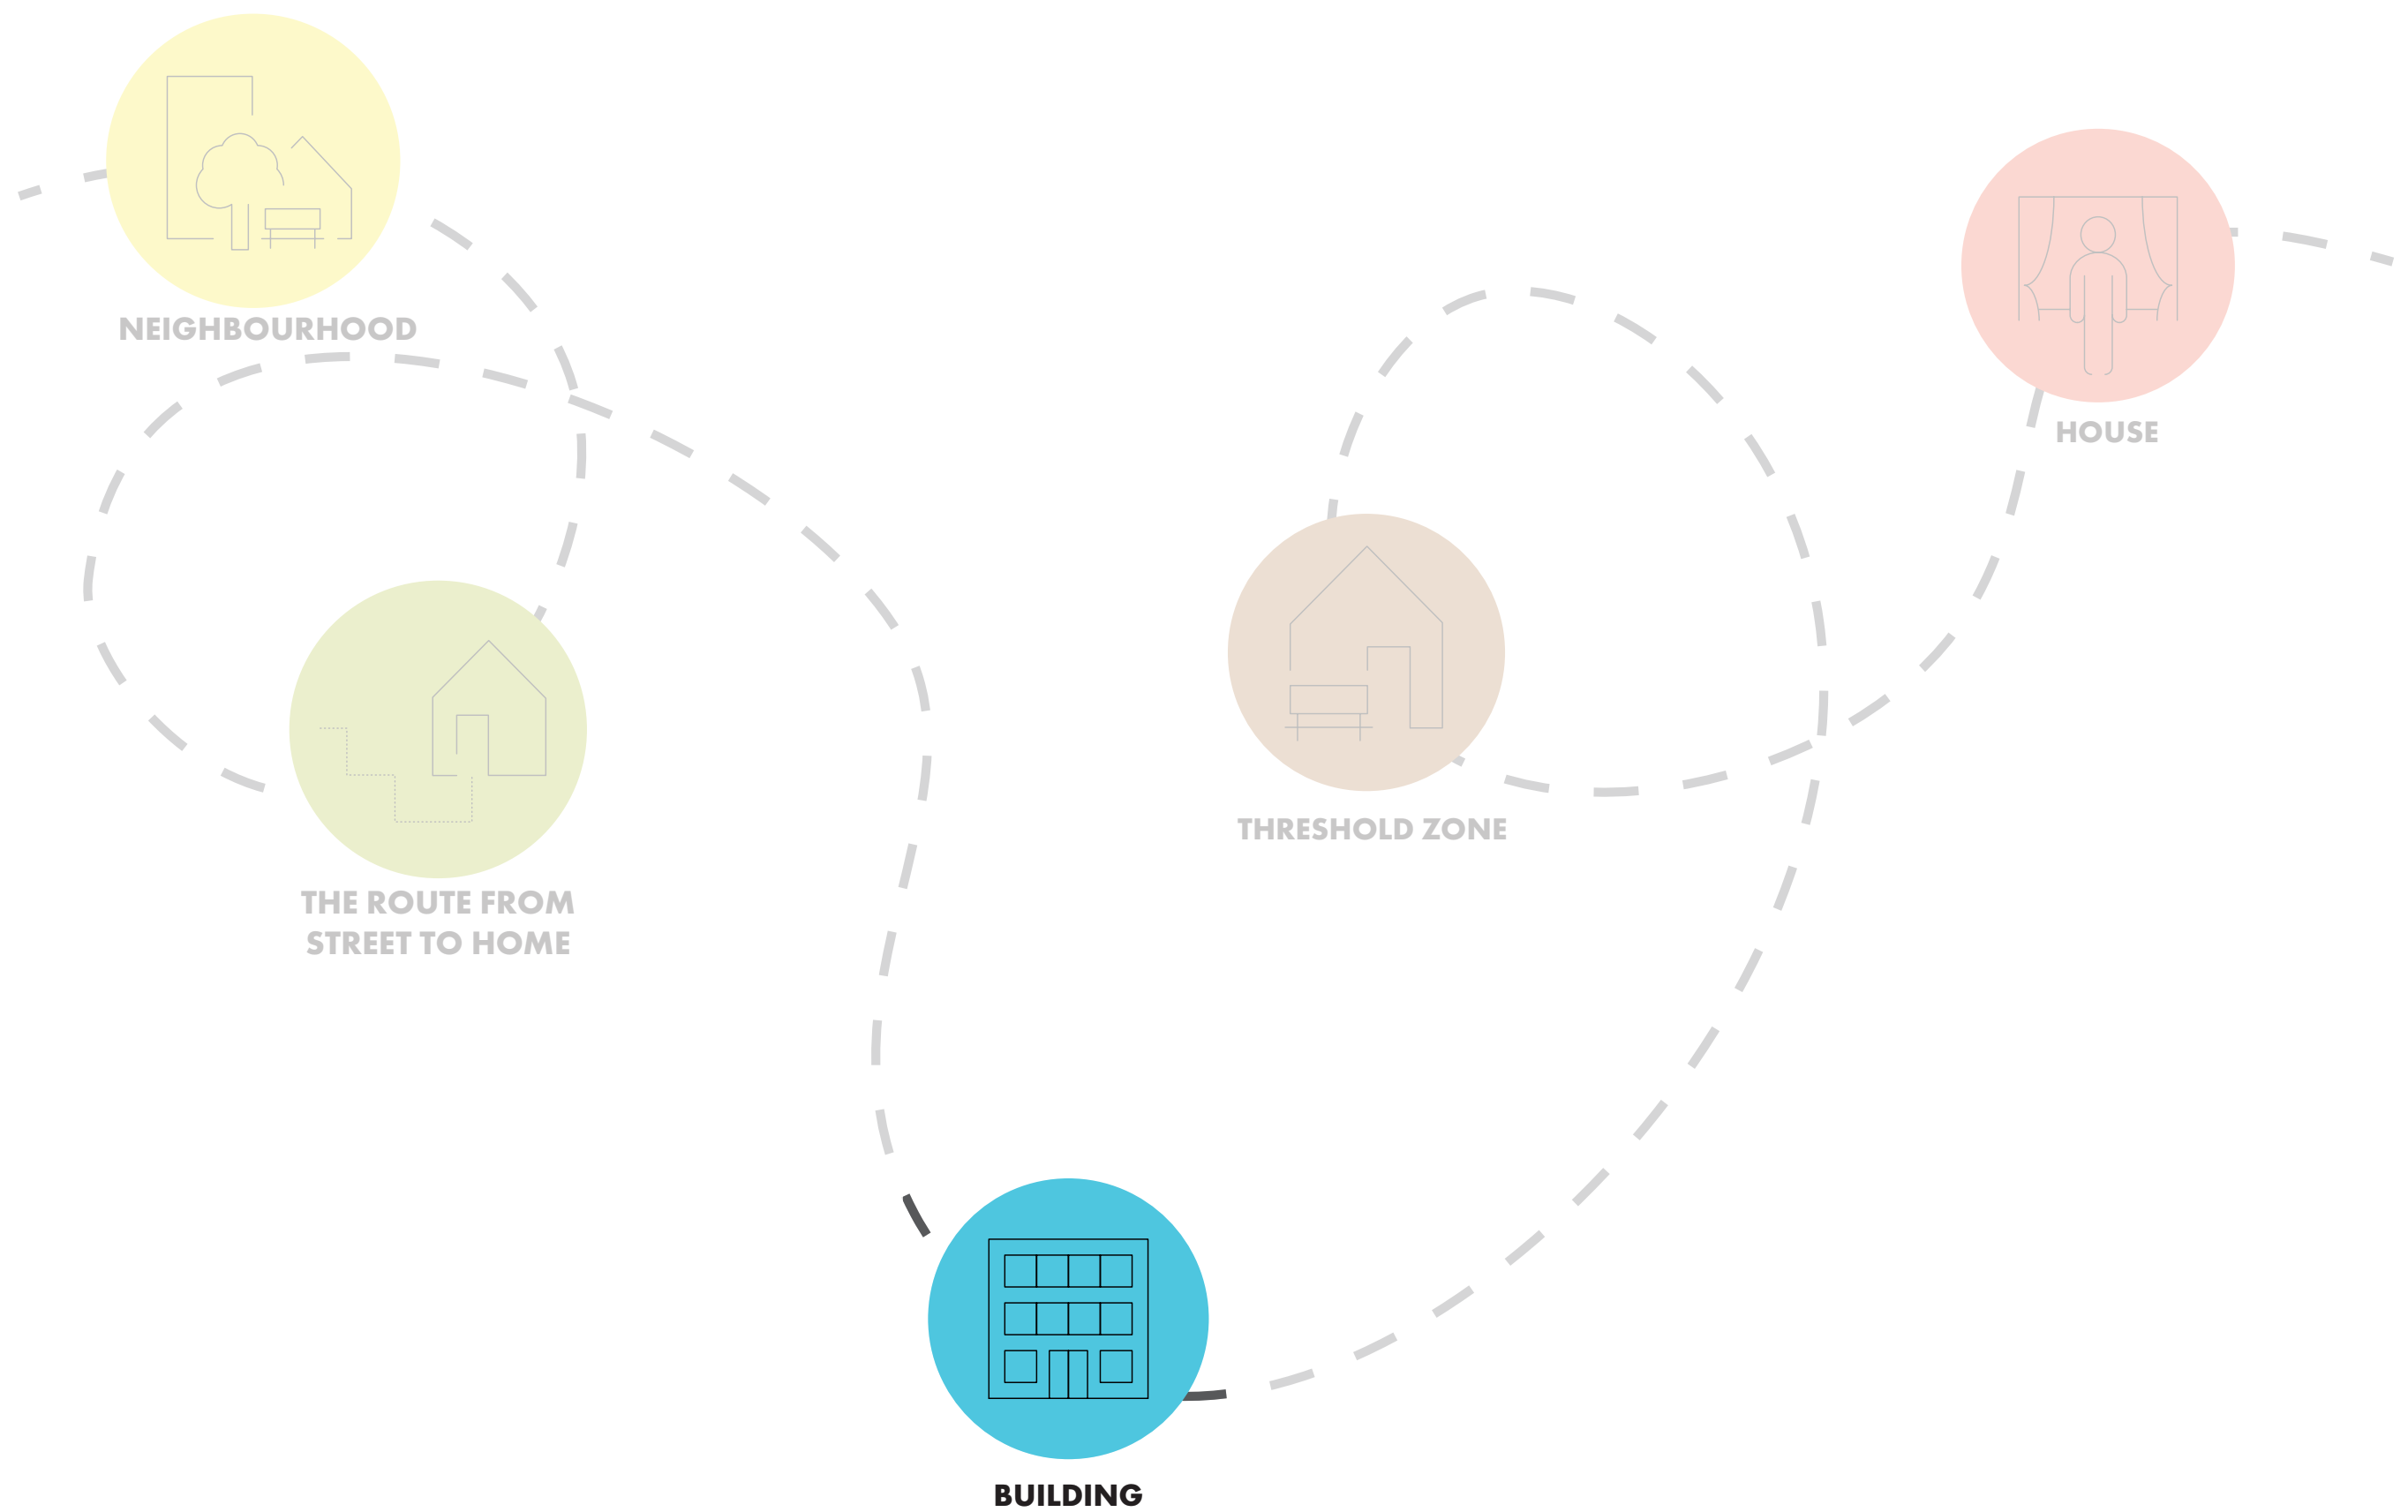 NEIGHBOURHOOD
HOUSE
THRESHOLD ZONE
THE ROUTE FROM
STREET TO HOME
BUILDING